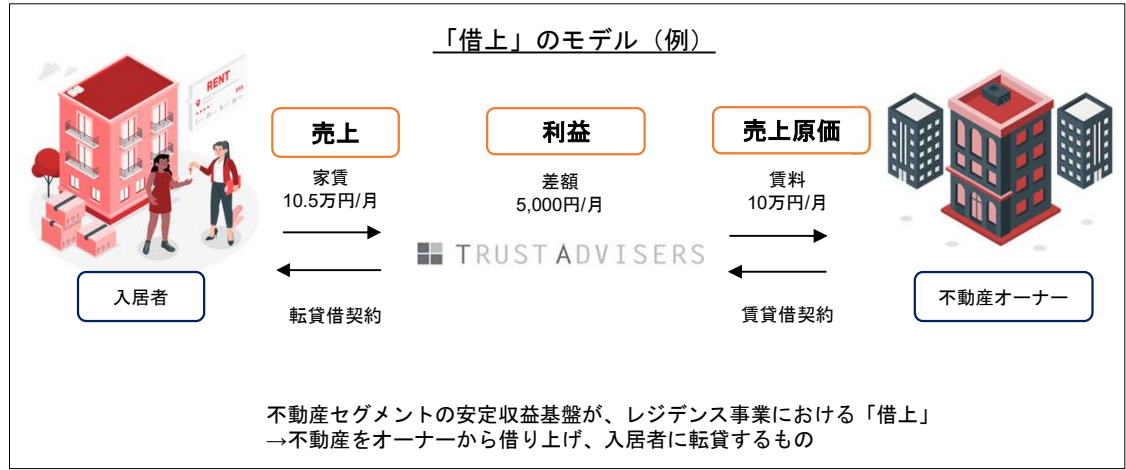 「借上」のモデル（例）
RENT
売上
利益
売上原価
家賃
10.5万円/月
差額
5,000円/月
賃料
10万円/月
TRUST ADVISERS
入居者
転貸借契約
賃貸借契約
不動産オーナー
不動産セグメントの安定収益基盤が、レジデンス事業における「借上」
→不動産をオーナーから借り上げ、入居者に転貸するもの